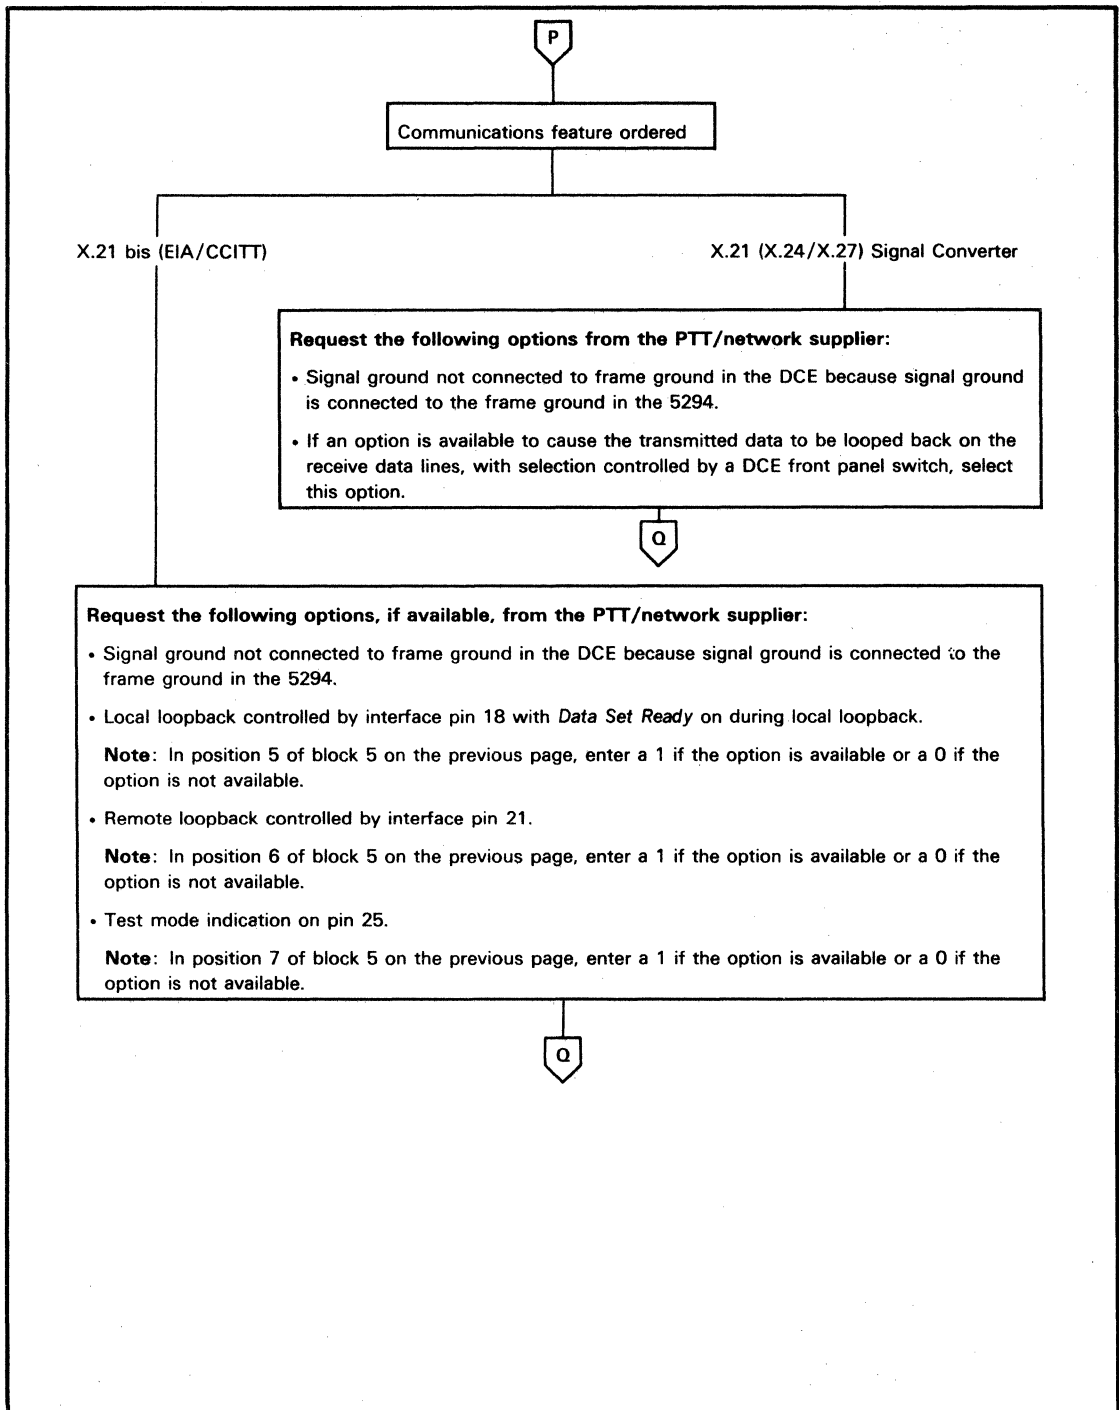 P
Communications feature ordered
X.21 bis (EIA/CCITT)
X.21 (X.24/X.27) Signal Converter
Request the following options from the PTT/network supplier:
• Signal ground not connected to frame ground in the DCE because signal ground
is connected to the frame ground in the 5294.
• If an option is available to cause the transmitted data to be looped back on the
receive data lines, with selection controlled by a DCE front panel switch, select
this option.
Q
Request the following options, if available, from the PTT/network supplier:
• Signal ground not connected to frame ground in the DCE because signal ground is connected to the
frame ground in the 5294.
• Local loopback controlled by interface pin 18 with Data Set Ready on during local loopback.
Note: In position 5 of block 5 on the previous page, enter a 1 if the option is available or a 0 if the
option is not available.
• Remote loopback controlled by interface pin 21.
Note: In position 6 of block 5 on the previous page, enter a 1 if the option is available or a 0 if the
option is not available.
• Test mode indication on pin 25.
Note: In position 7 of block 5 on the previous page, enter a 1 if the option is available or a 0 if the
option is not available.
Q